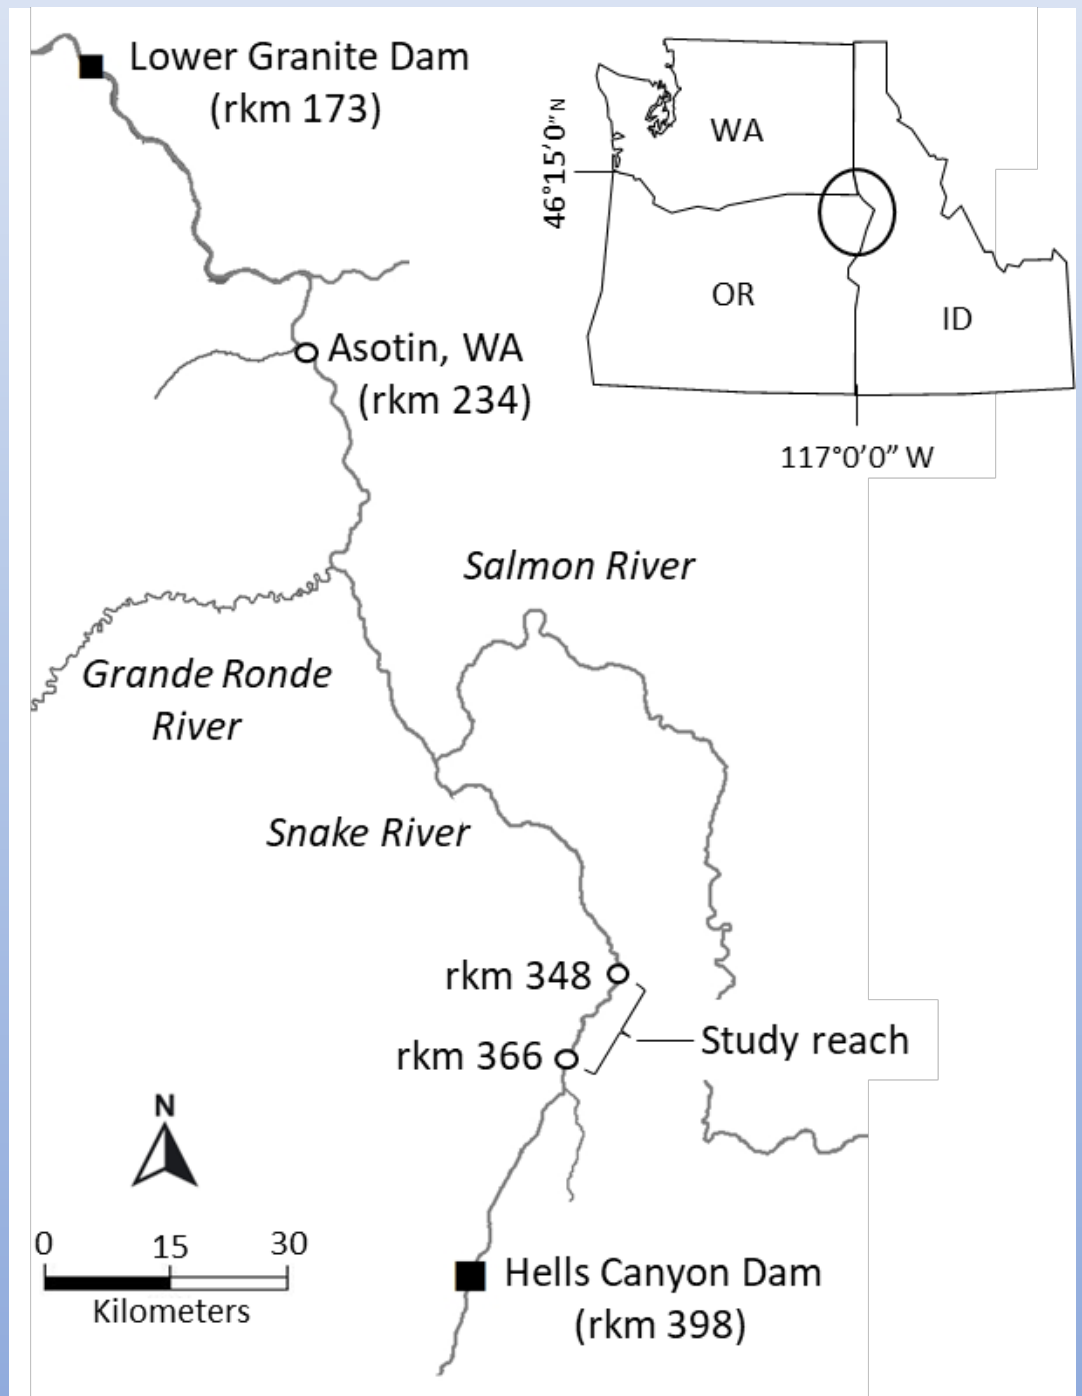 Lower Granite Dam
(rkm 173)
46°15’0”N
WA
OR
ID
117°0’0” W
Asotin, WA
(rkm 234)
Salmon River
Grande Ronde
River
Snake River
rkm 348
rkm 366
Study reach
N
0 15 30
Kilometers
Hells Canyon Dam
(rkm 398)